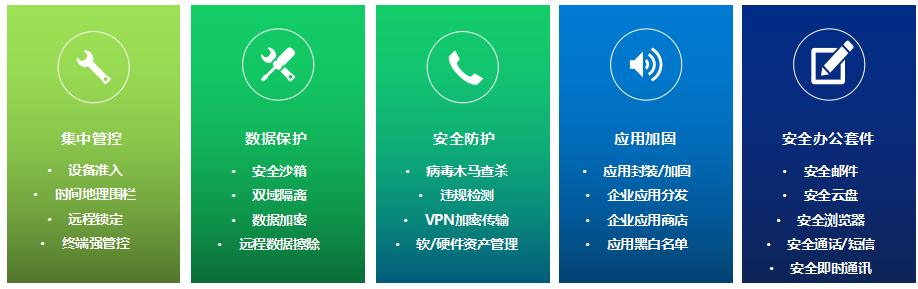 集中管控
• 设备准入
• 时间地理围栏
• 远程锁定
• 终端强管控
数据保护
• 安全沙箱
• 双域隔离
• 数据加密
• 远程数据擦除
安全防护
• 病毒木马查杀
• 违规检测
• VPN加密传输
• 软/硬件资产管理
应用加固
• 应用封装/加固
• 企业应用分发
• 企业应用商店
• 应用黑白名单
安全办公套件
• 安全邮件
• 安全云盘
• 安全浏览器
• 安全通话/短信
• 安全即时通讯